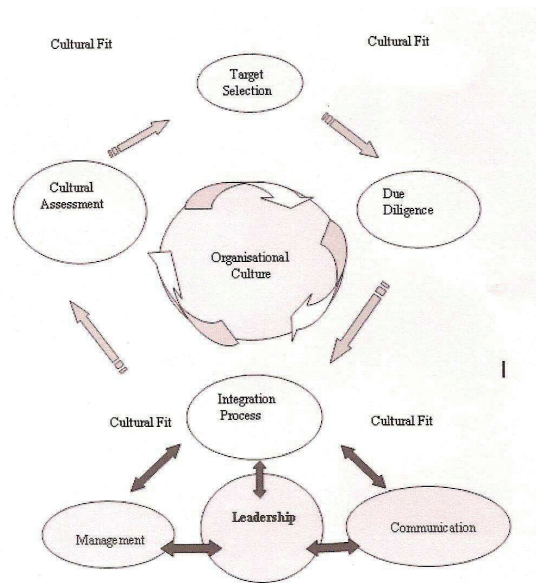 Cultural Fit
Cultural Fit
Target
Selection
Cultural
Assessment
Due
Diligence
Organisational
Culture
Integration
Process
Cultural Fit
Cultural Fit
Leadership
Management
Communication